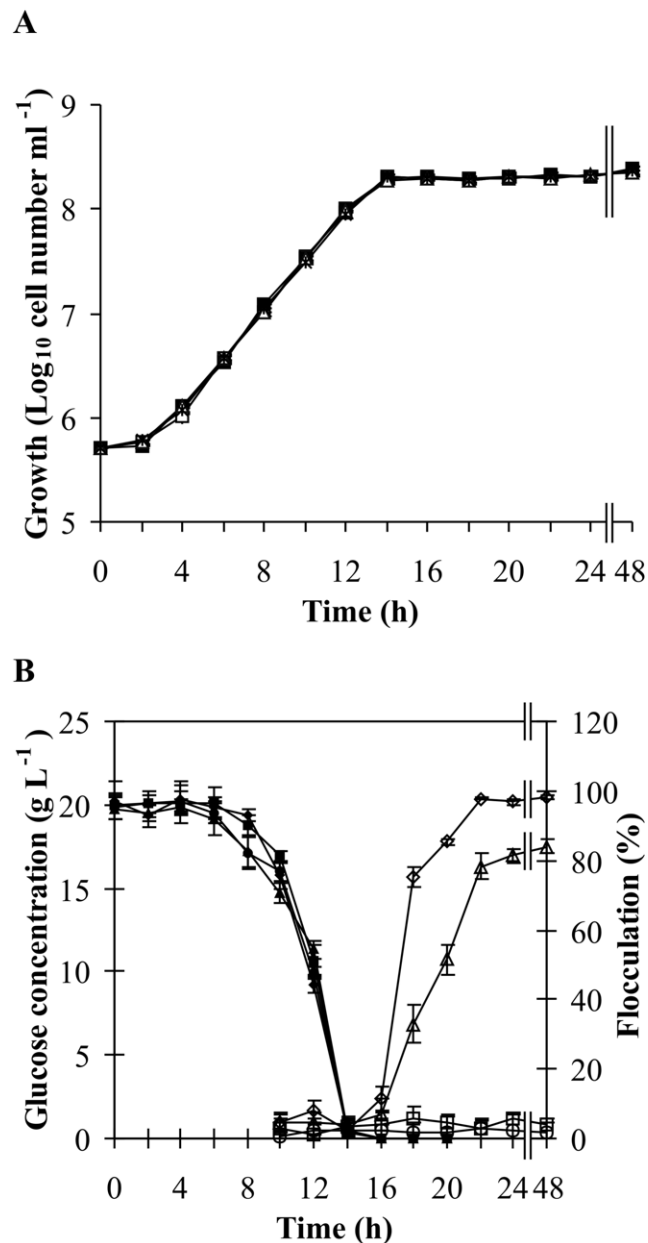 A
Growth (Log₁₀ cell number ml⁻¹)
9
8
7
6
5
0 4 8 12 16 20 24 48
Time (h)
B
Glucose concentration (g L⁻¹)
25
20
15
10
5
0
120
100
80
60
40
20
0
Flocculation (%)
0 4 8 12 16 20 24 48
Time (h)